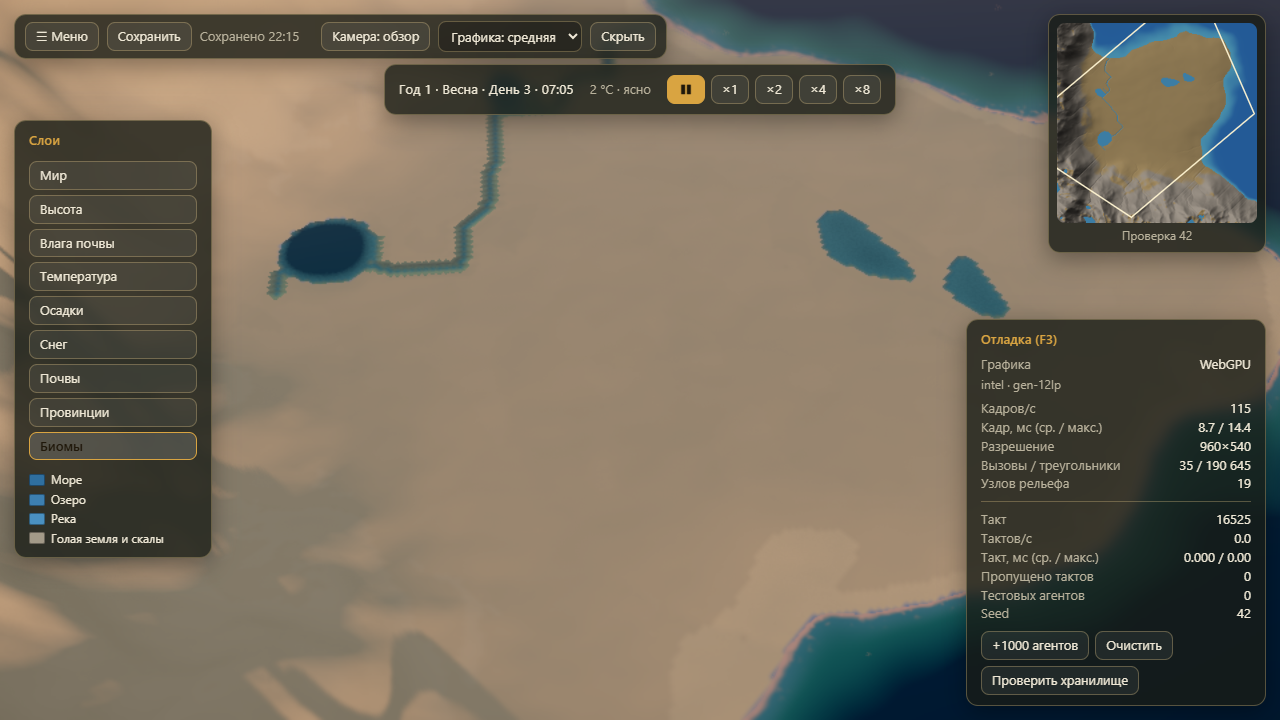 ☰ Меню Сохранить Сохранено 22:15 Камера: обзор Графика: средняя Скрыть
Год 1 · Весна · День 3 · 07:05 2 °C · ясно ×1 ×2 ×4 ×8
Проверка 42
Слои
Мир
Высота
Влага почвы
Температура
Осадки
Снег
Почвы
Провинции
Биомы
Море
Озеро
Река
Голая земля и скалы
Отладка (F3)
Графика WebGPU
intel · gen-12lp
Кадров/с 115
Кадр, мс (ср. / макс.) 8.7 / 14.4
Разрешение 960×540
Вызовы / треугольники 35 / 190 645
Узлов рельефа 19
Такт 16525
Тактов/с 0.0
Такт, мс (ср. / макс.) 0.000 / 0.00
Пропущено тактов 0
Тестовых агентов 0
Seed 42
+1000 агентов Очистить
Проверить хранилище